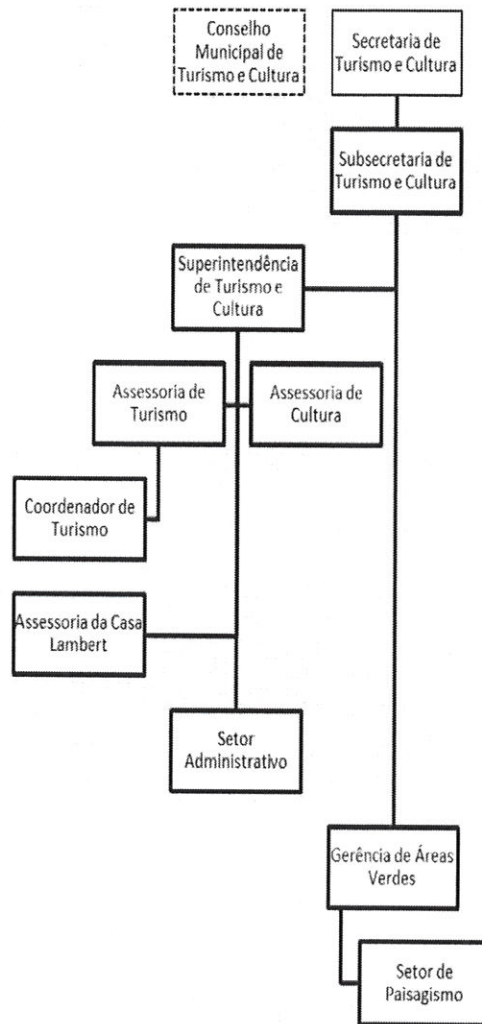 Conselho
Municipal de
Turismo e Cultura
Secretaria de
Turismo e Cultura
Subsecretaria de
Turismo e Cultura
Superintendência
de Turismo e
Cultura
Assessoria de
Turismo
Assessoria de
Cultura
Coordenador de
Turismo
Assessoria da Casa
Lambert
Setor
Administrativo
Gerência de Áreas
Verdes
Setor de
Paisagismo